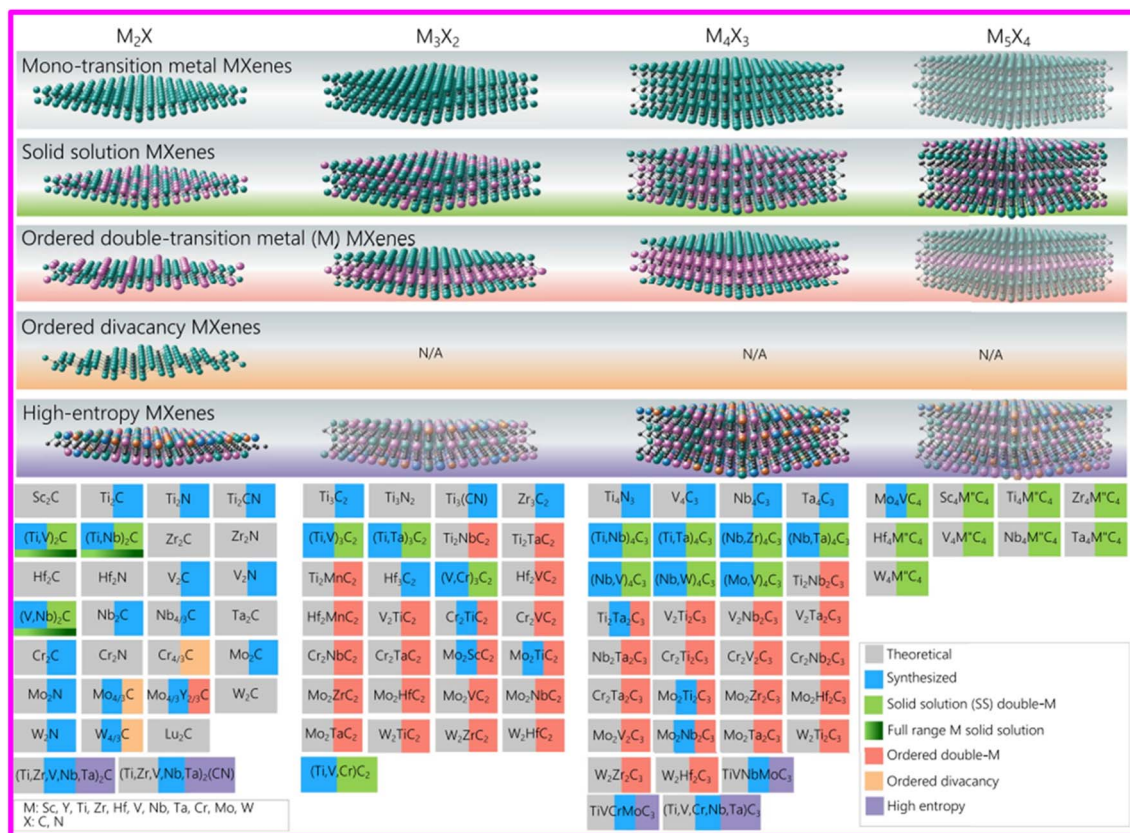 M₂X M₃X₂ M₄X₃ M₅X₄
Mono-transition metal MXenes
Solid solution MXenes
Ordered double-transition metal (M) MXenes
Ordered divacancy MXenes
N/A N/A N/A
High-entropy MXenes
Sc₂C Ti₂C Ti₂N Ti₂CN Ti₃C₂ Ti₃N₂ Ti₃(CN) Zr₃C₂ Ti₄N₃ V₄C₃ Nb₄C₃ Ta₄C₃ Mo₄VC₄ Sc₄M"C₄ Ti₄M"C₄ Zr₄M"C₄
(Ti,V)₂C (Ti,Nb)₂C Zr₂C Zr₂N (Ti,V)₃C₂ (Ti,Ta)₃C₂ Ti₂NbC₂ Ti₂TaC₂ (Ti,Nb)₄C₃ (Ti,Ta)₄C₃ (Nb,Zr)₄C₃ (Nb,Ta)₄C₃ Hf₄M"C₄ V₄M"C₄ Nb₄M"C₄ Ta₄M"C₄
Hf₂C Hf₂N V₂C V₂N Ti₂MnC₂ Hf₃C₂ (V,Cr)₃C₂ Hf₂VC₂ (Nb,V)₄C₃ (Nb,W)₄C₃ (Mo,V)₄C₃ Ti₂Nb₂C₃ W₄M"C₄
(V,Nb)₂C Nb₂C Nb₄/₃C Ta₂C Hf₂MnC₂ V₂TiC₂ Cr₂TiC₂ Cr₂VC₂ Ti₂Ta₂C₃ V₂Ti₂C₃ V₂Nb₂C₃ V₂Ta₂C₃
Cr₂C Cr₂N Cr₄/₃C Mo₂C Cr₂NbC₂ Cr₂TaC₂ Mo₂ScC₂ Mo₂TiC₂ Nb₂Ta₂C₃ Cr₂Ti₂C₃ Cr₂V₂C₃ Cr₂Nb₂C₃
Mo₂N Mo₄/₃C Mo₄/₃Y₂/₃C W₂C Mo₂ZrC₂ Mo₂HfC₂ Mo₂VC₂ Mo₂NbC₂ Cr₂Ta₂C₃ Mo₂Ti₂C₃ Mo₂Zr₂C₃ Mo₂Hf₂C₃
W₂N W₄/₃C Lu₂C Mo₂TaC₂ W₂TiC₂ W₂ZrC₂ W₂HfC₂ Mo₂V₂C₃ Mo₂Nb₂C₃ Mo₂Ta₂C₃ W₂Ti₂C₃
(Ti,Zr,V,Nb,Ta)₂C (Ti,Zr,V,Nb,Ta)₂(CN) (Ti,V,Cr)C₂ W₂Zr₂C₃ W₂Hf₂C₃ TiVNbMoC₃
TiVCrMoC₃ (Ti,V,Cr,Nb,Ta)C₃
M: Sc, Y, Ti, Zr, Hf, V, Nb, Ta, Cr, Mo, W
X: C, N
Theoretical
Synthesized
Solid solution (SS) double-M
Full range M solid solution
Ordered double-M
Ordered divacancy
High entropy